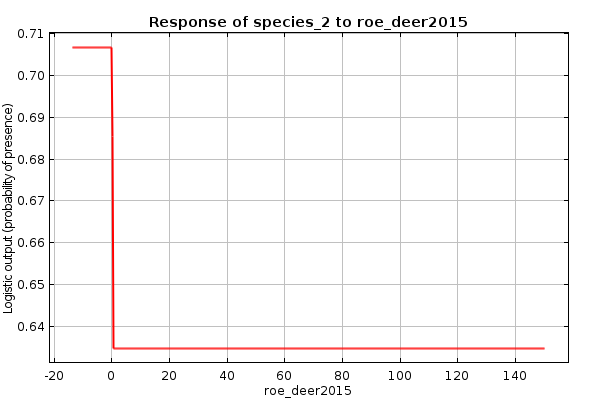 Response of species_2 to roe_deer2015
Logistic output (probability of presence)
0.71
0.70
0.69
0.68
0.67
0.66
0.65
0.64
-20 0 20 40 60 80 100 120 140
roe_deer2015